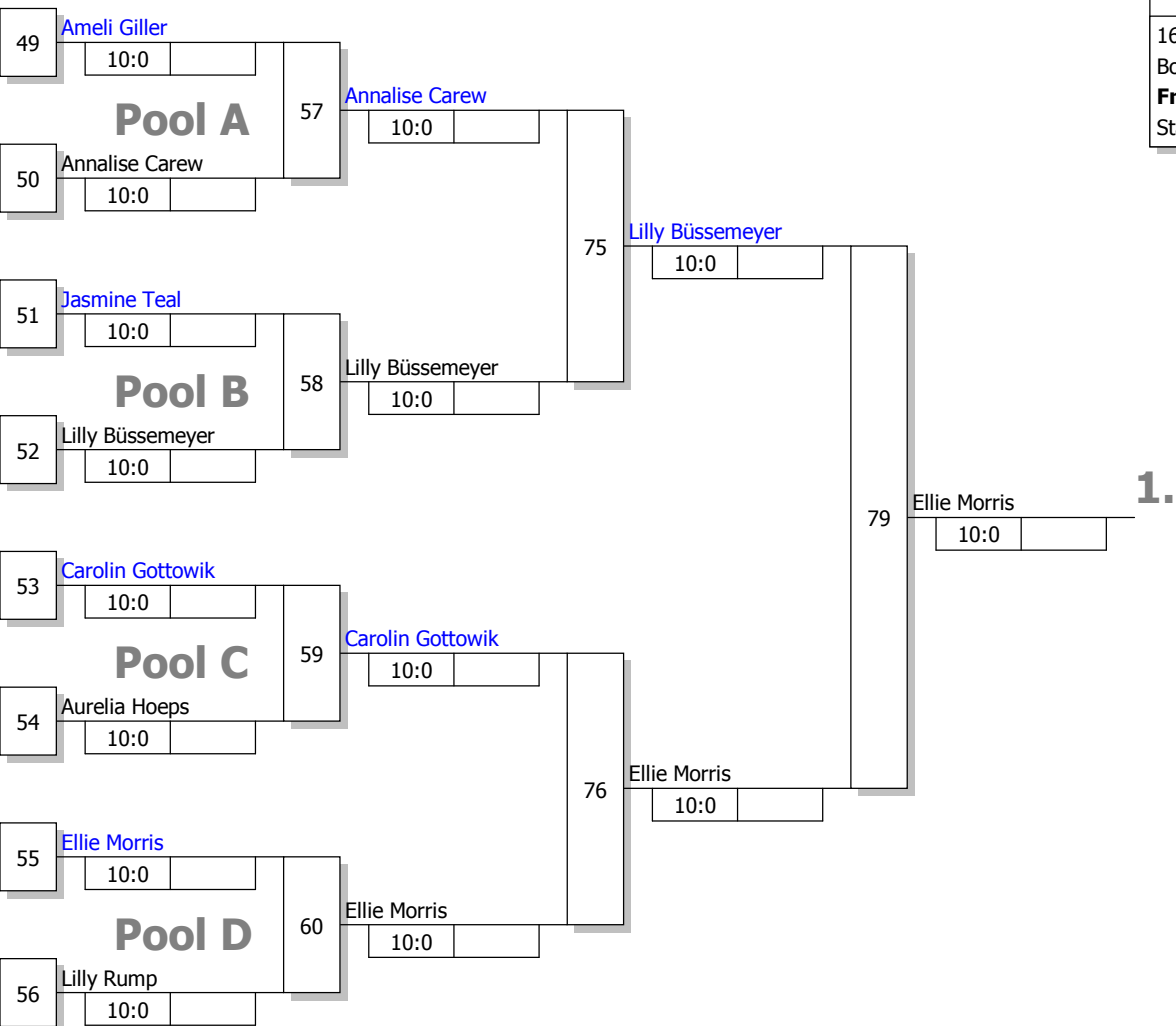 49
Ameli Giller
10:0
Pool A
57
Annalise Carew
10:0
50
Annalise Carew
10:0
75
Lilly Büssemeyer
10:0
51
Jasmine Teal
10:0
Pool B
58
Lilly Büssemeyer
10:0
52
Lilly Büssemeyer
10:0
79
Ellie Morris
10:0
1.
53
Carolin Gottowik
10:0
Pool C
59
Carolin Gottowik
10:0
54
Aurelia Hoeps
10:0
76
Ellie Morris
10:0
55
Ellie Morris
10:0
Pool D
60
Ellie Morris
10:0
56
Lilly Rump
10:0